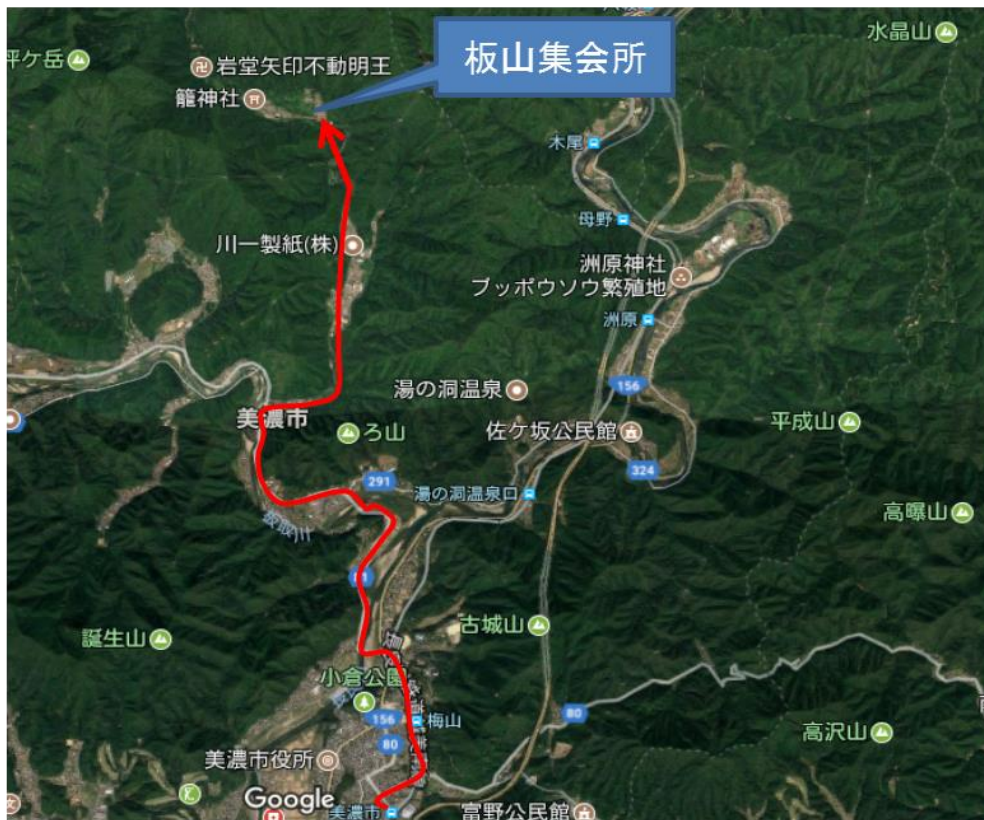 水晶山
坪ケ岳
板山集会所
岩堂矢印不動明王
籠神社
木尾
母野
川一製紙(株)
洲原神社
ブッポウソウ繁殖地
洲原
156
湯の洞温泉
美濃市
ろ山
佐ケ坂公民館
平成山
324
291
湯の洞温泉口
高曝山
板取川
81
誕生山
古城山
小倉公園
156
梅山
80
80
高沢山
美濃市役所
Google
美濃市
富野公民館